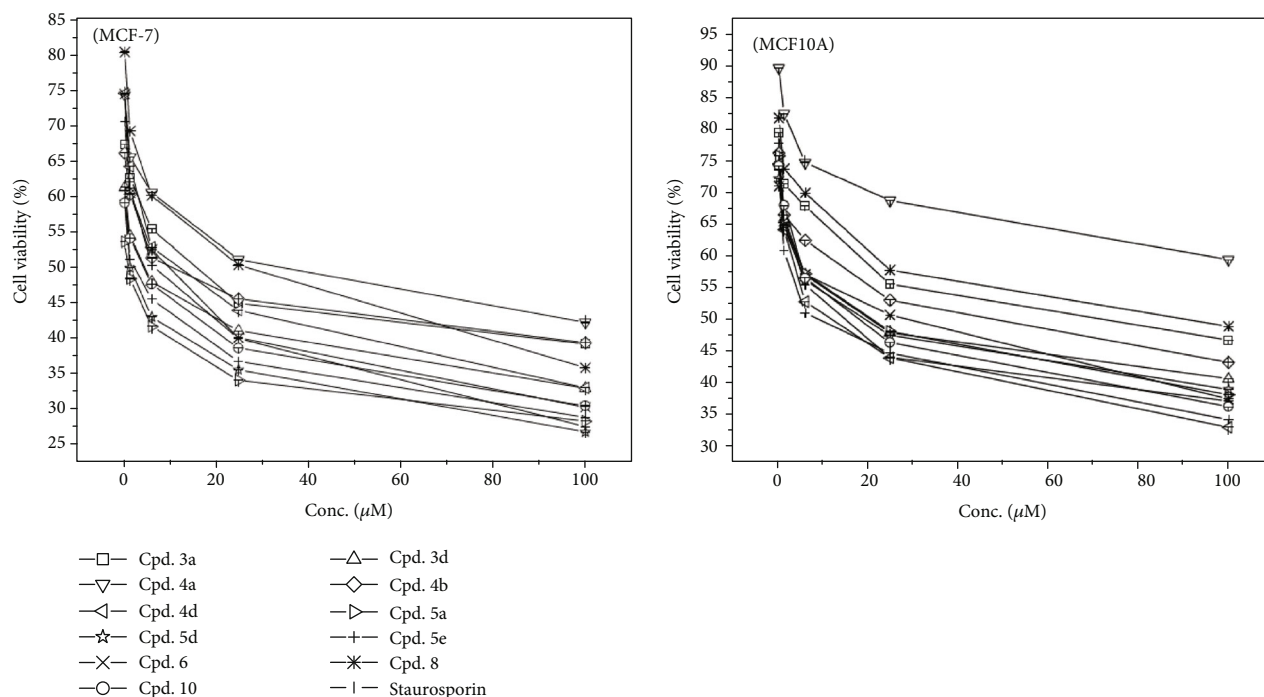 (MCF-7)
85
80
75
70
65
60
55
50
45
40
35
30
25
Cell viability (%)
0 20 40 60 80 100
Conc. (μM)
(MCF10A)
95
90
85
80
75
70
65
60
55
50
45
40
35
30
Cell viability (%)
0 20 40 60 80 100
Conc. (μM)
Cpd. 3a
Cpd. 4a
Cpd. 4d
Cpd. 5d
Cpd. 6
Cpd. 10
Cpd. 3d
Cpd. 4b
Cpd. 5a
Cpd. 5e
Cpd. 8
Staurosporin